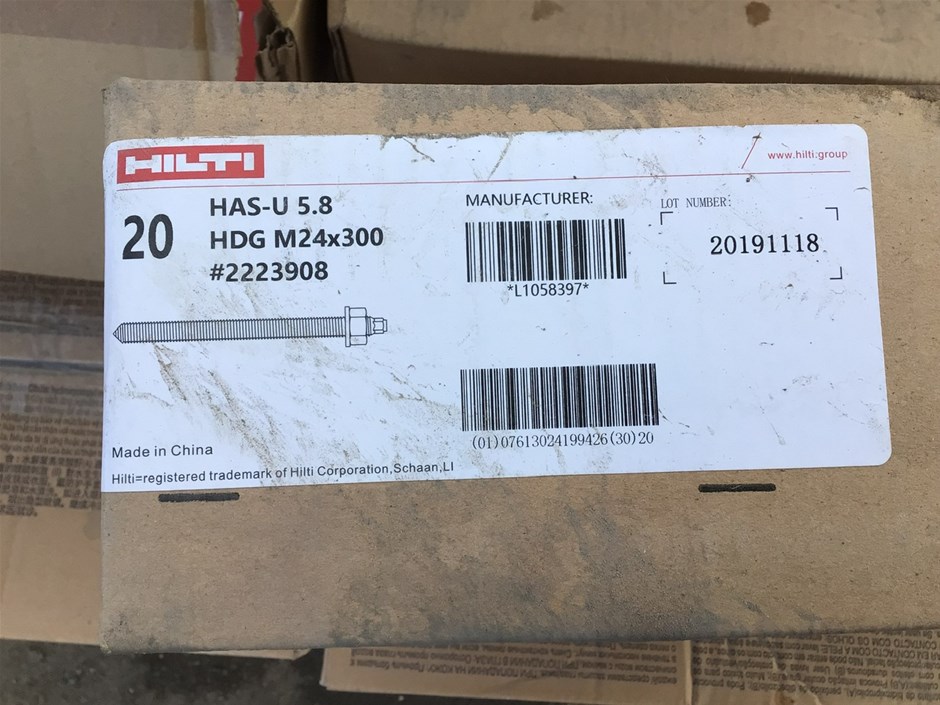 HILTI
www.hilti.group
20
HAS-U 5.8
HDG M24x300
#2223908
MANUFACTURER:
*L1058397*
LOT NUMBER:
20191118
(01)07613024199426(30)20
Made in China
Hilti=registered trademark of Hilti Corporation,Schaan,LI